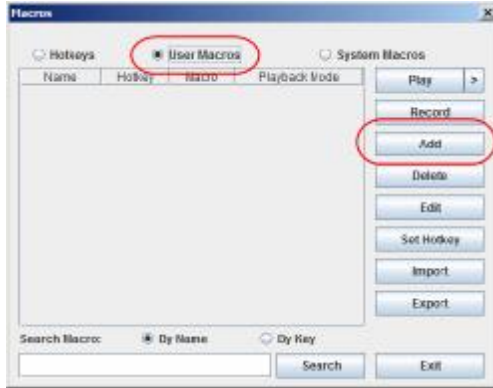 Macros
Hotkeys User Macros System Macros
Name Hotkey Macro Playback Mode
Play >
Record
Add
Delete
Edit
Set Hotkey
Import
Export
Search Macro: By Name By Key
Search Exit